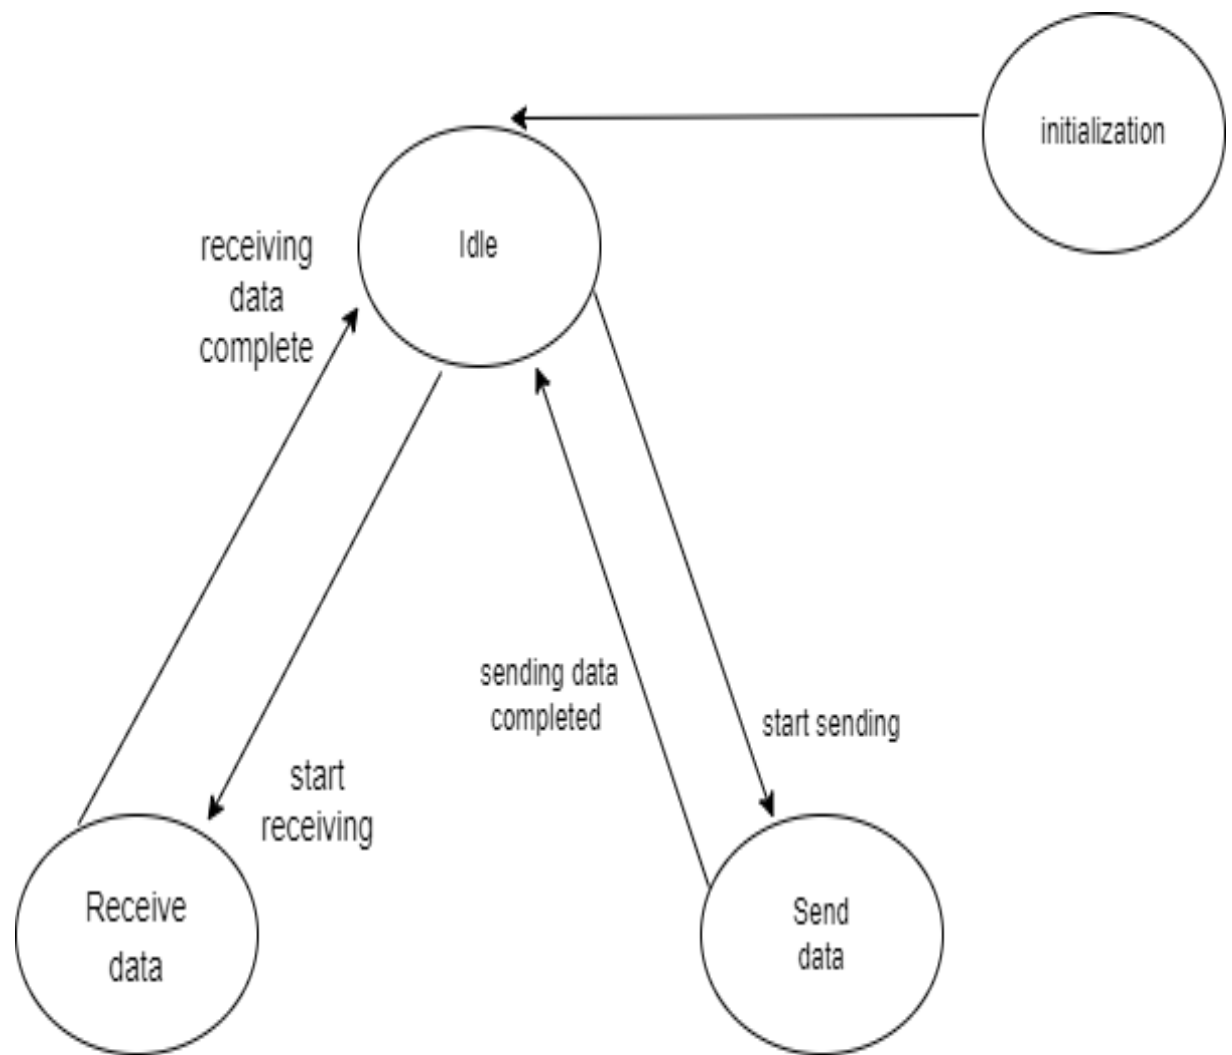 initialization
Idle
receiving
data
complete
sending data
completed
start sending
start
receiving
Receive
data
Send
data